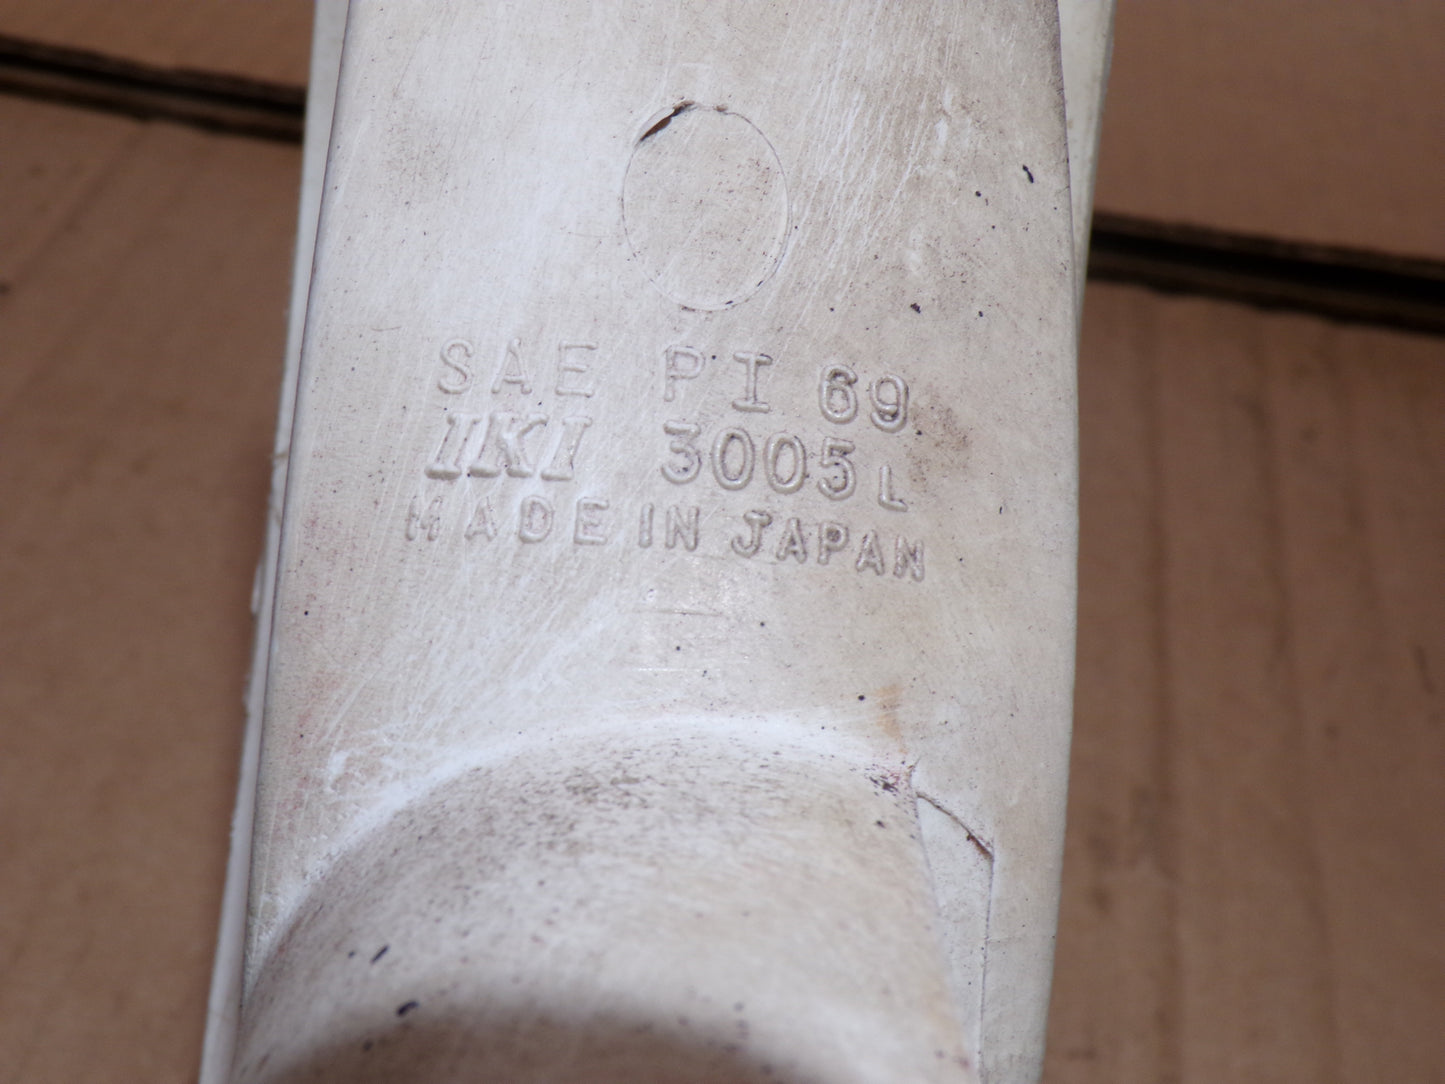 SAE PI 69
IKI 3005L
MADE IN JAPAN